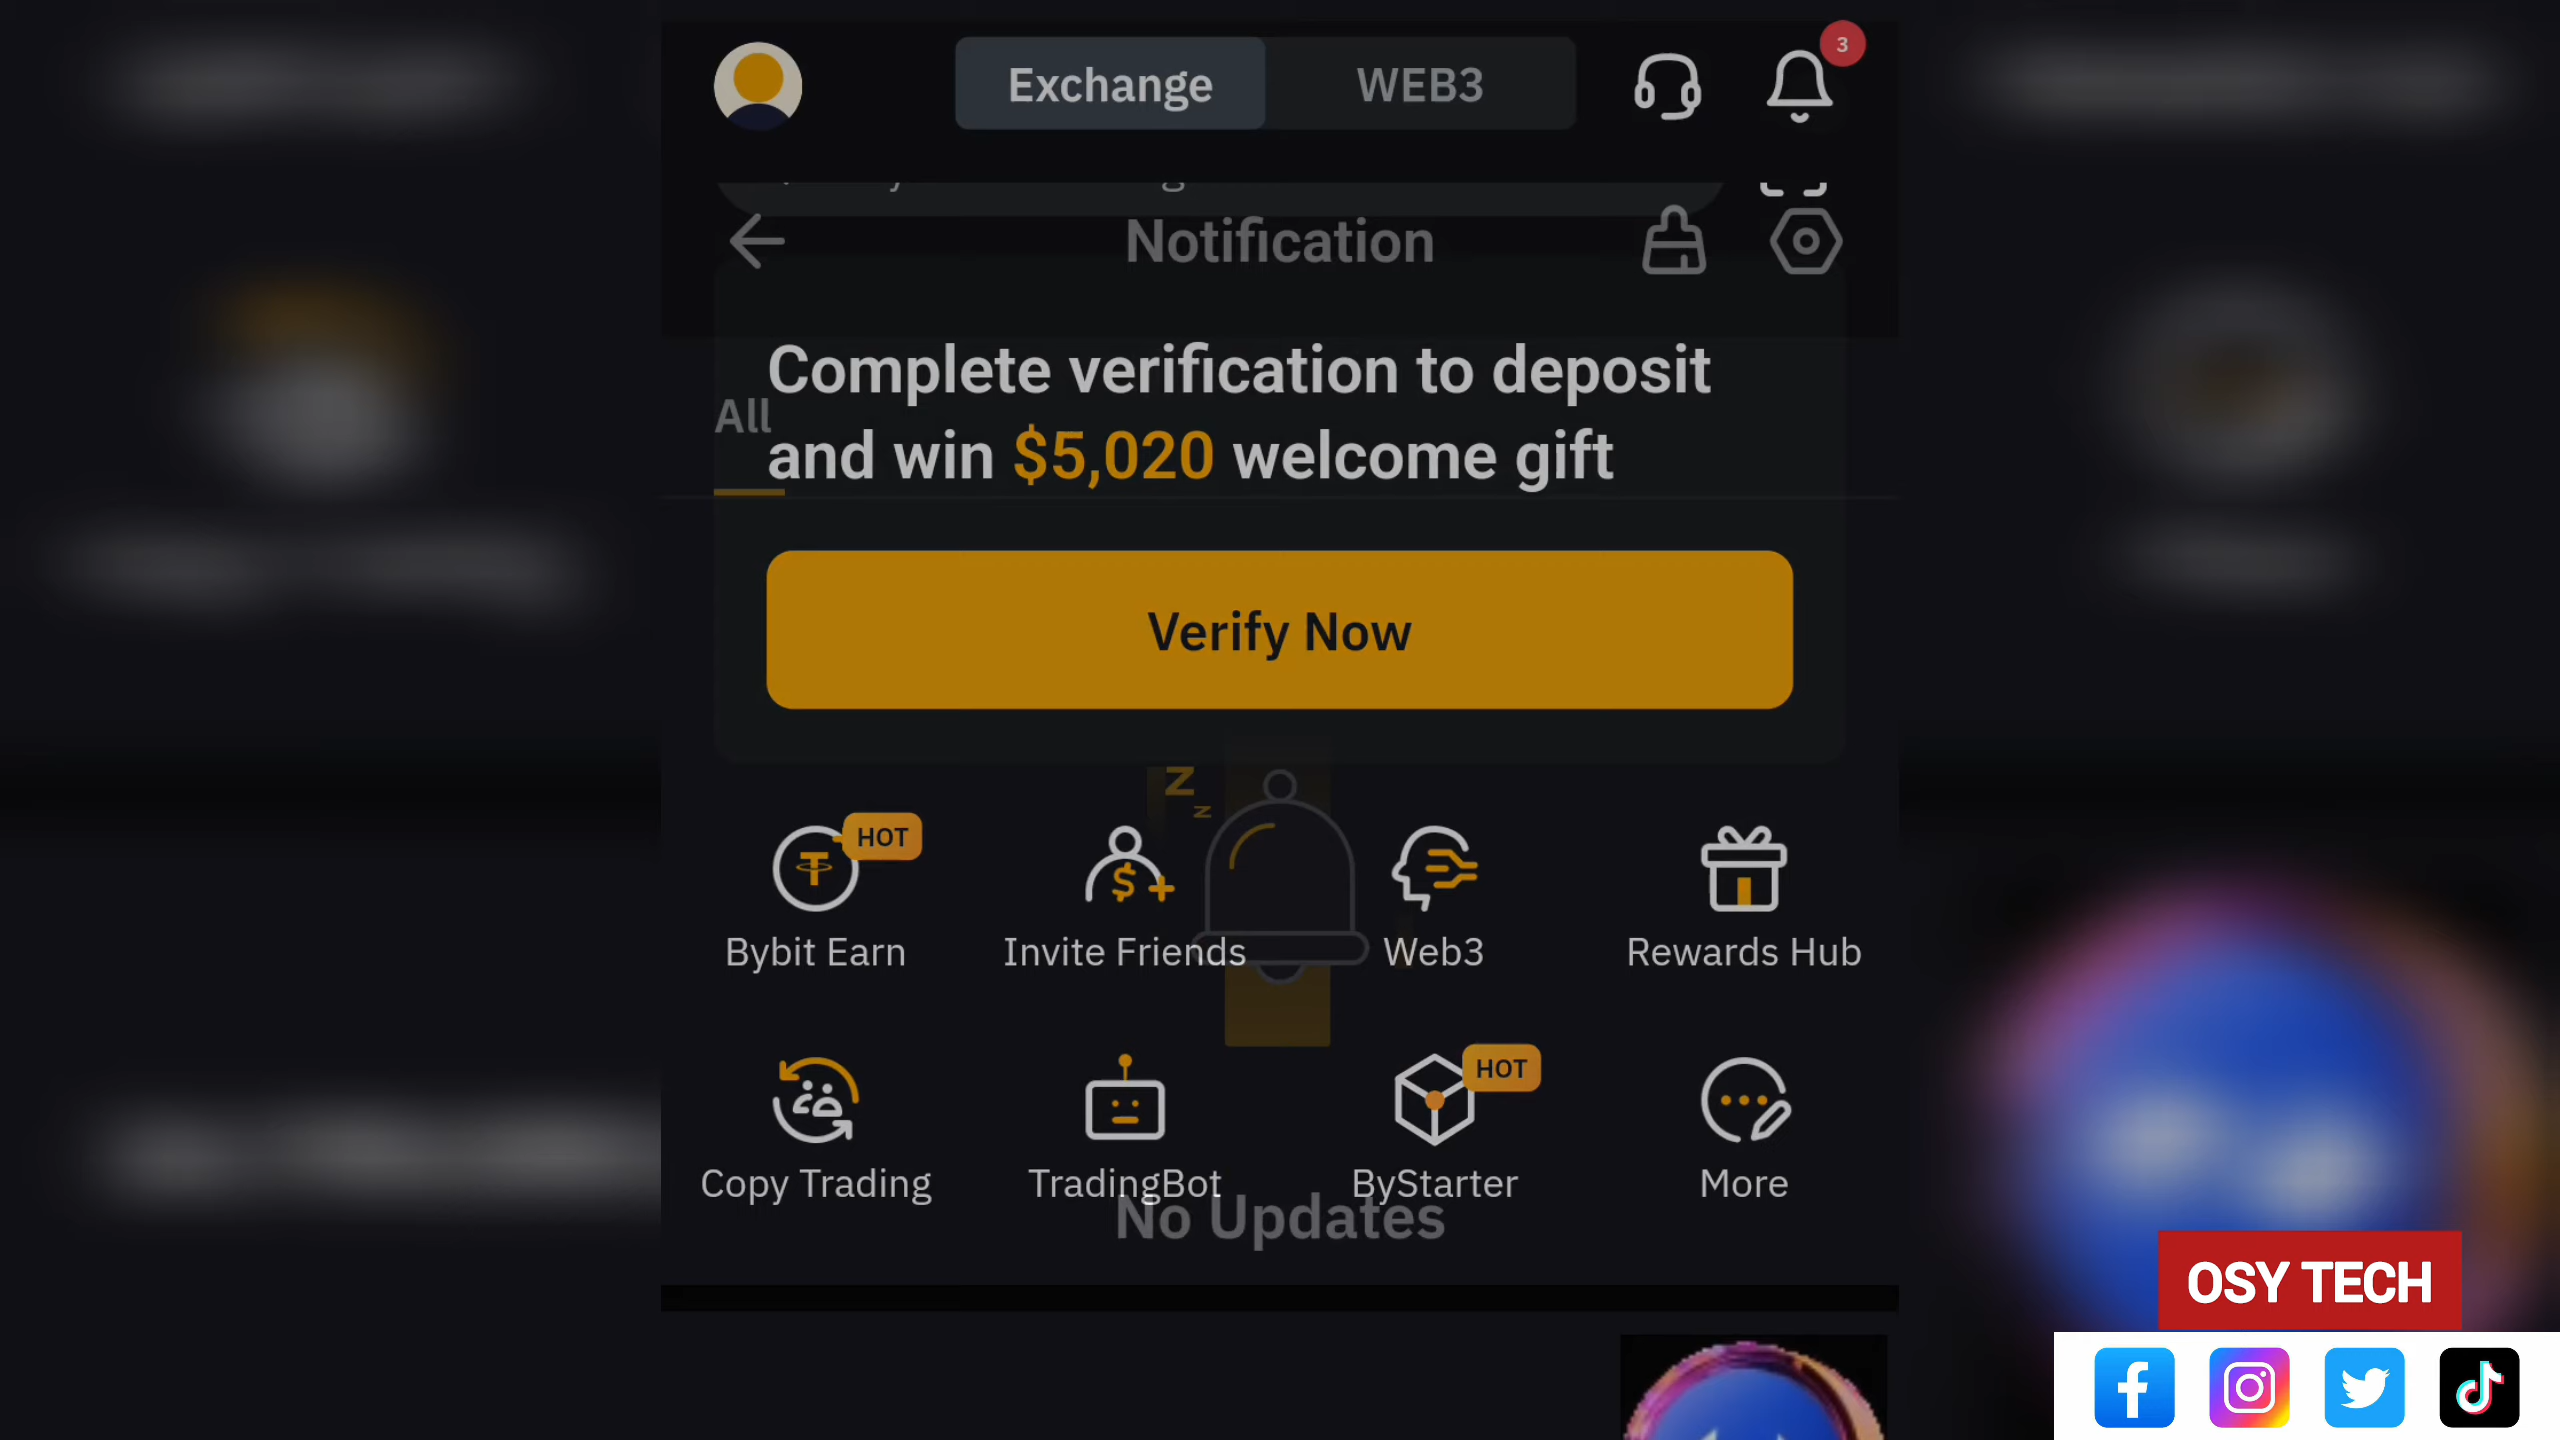 3
Exchange
WEB3
Notification
All
Complete verification to deposit
and win $5,020 welcome gift
Verify Now
HOT
Bybit Earn
Invite Friends
Web3
Rewards Hub
HOT
Copy Trading
TradingBot
ByStarter
More
No Updates
OSY TECH